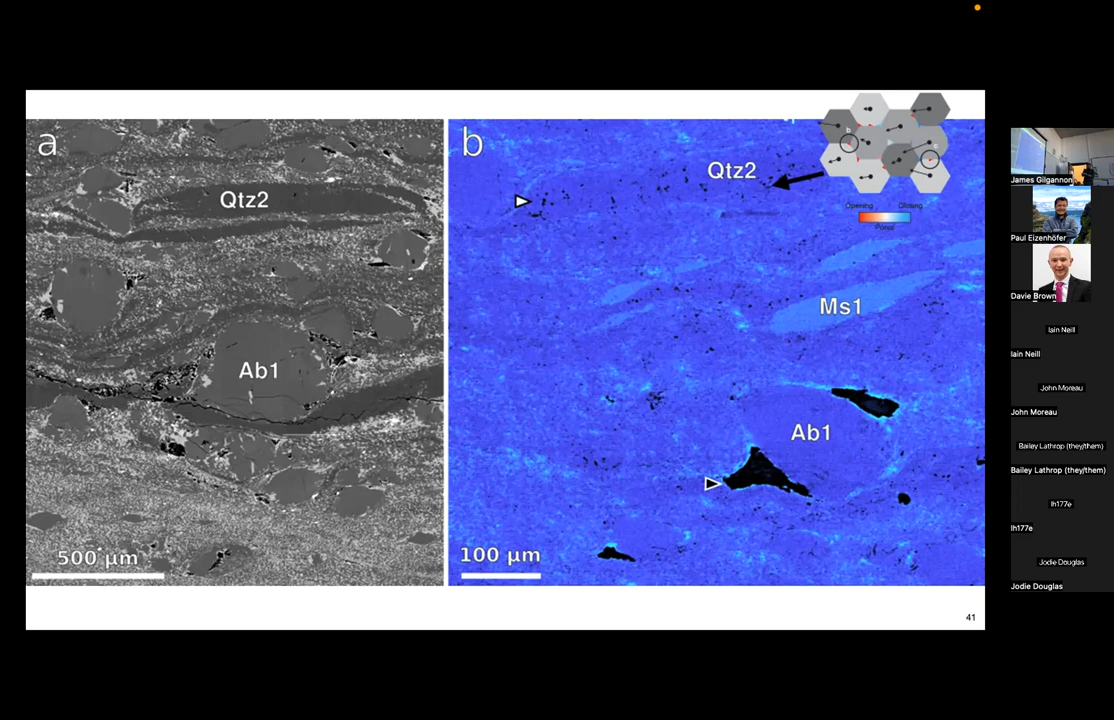 a
Qtz2
Ab1
500 µm
b
Qtz2
Ms1
Ab1
100 µm
b
Opening
Closing
Pores
41
James Gilgannon
Paul Eizenhöfer
Davie Brown
Iain Neill
Iain Neill
John Moreau
John Moreau
Bailey Lathrop (they/them)
Bailey Lathrop (they/them)
lh177e
lh177e
Jodie Douglas
Jodie Douglas